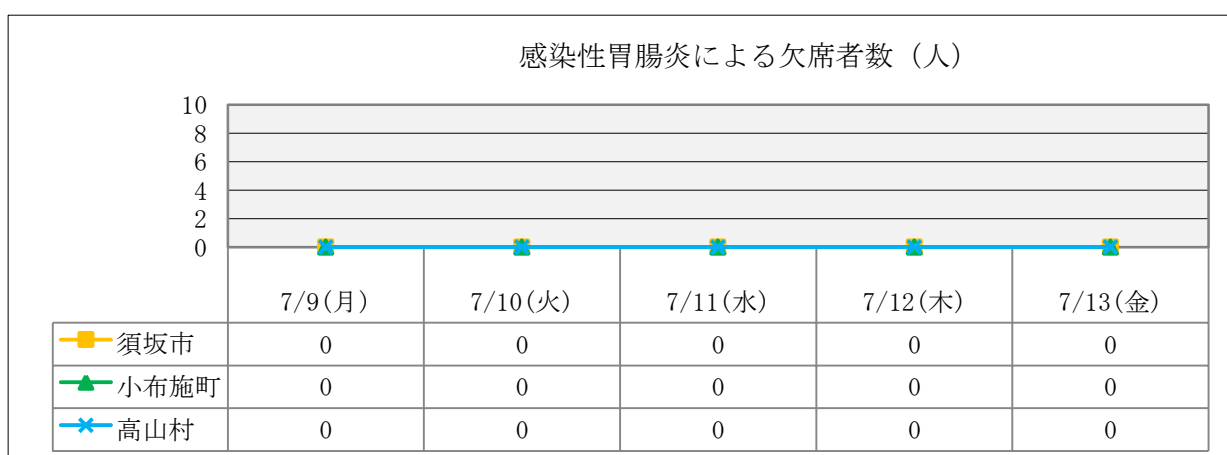 感染性胃腸炎による欠席者数（人）
10
8
6
4
2
0
7/9(月) 7/10(火) 7/11(水) 7/12(木) 7/13(金)
須坂市 0 0 0 0 0
小布施町 0 0 0 0 0
高山村 0 0 0 0 0